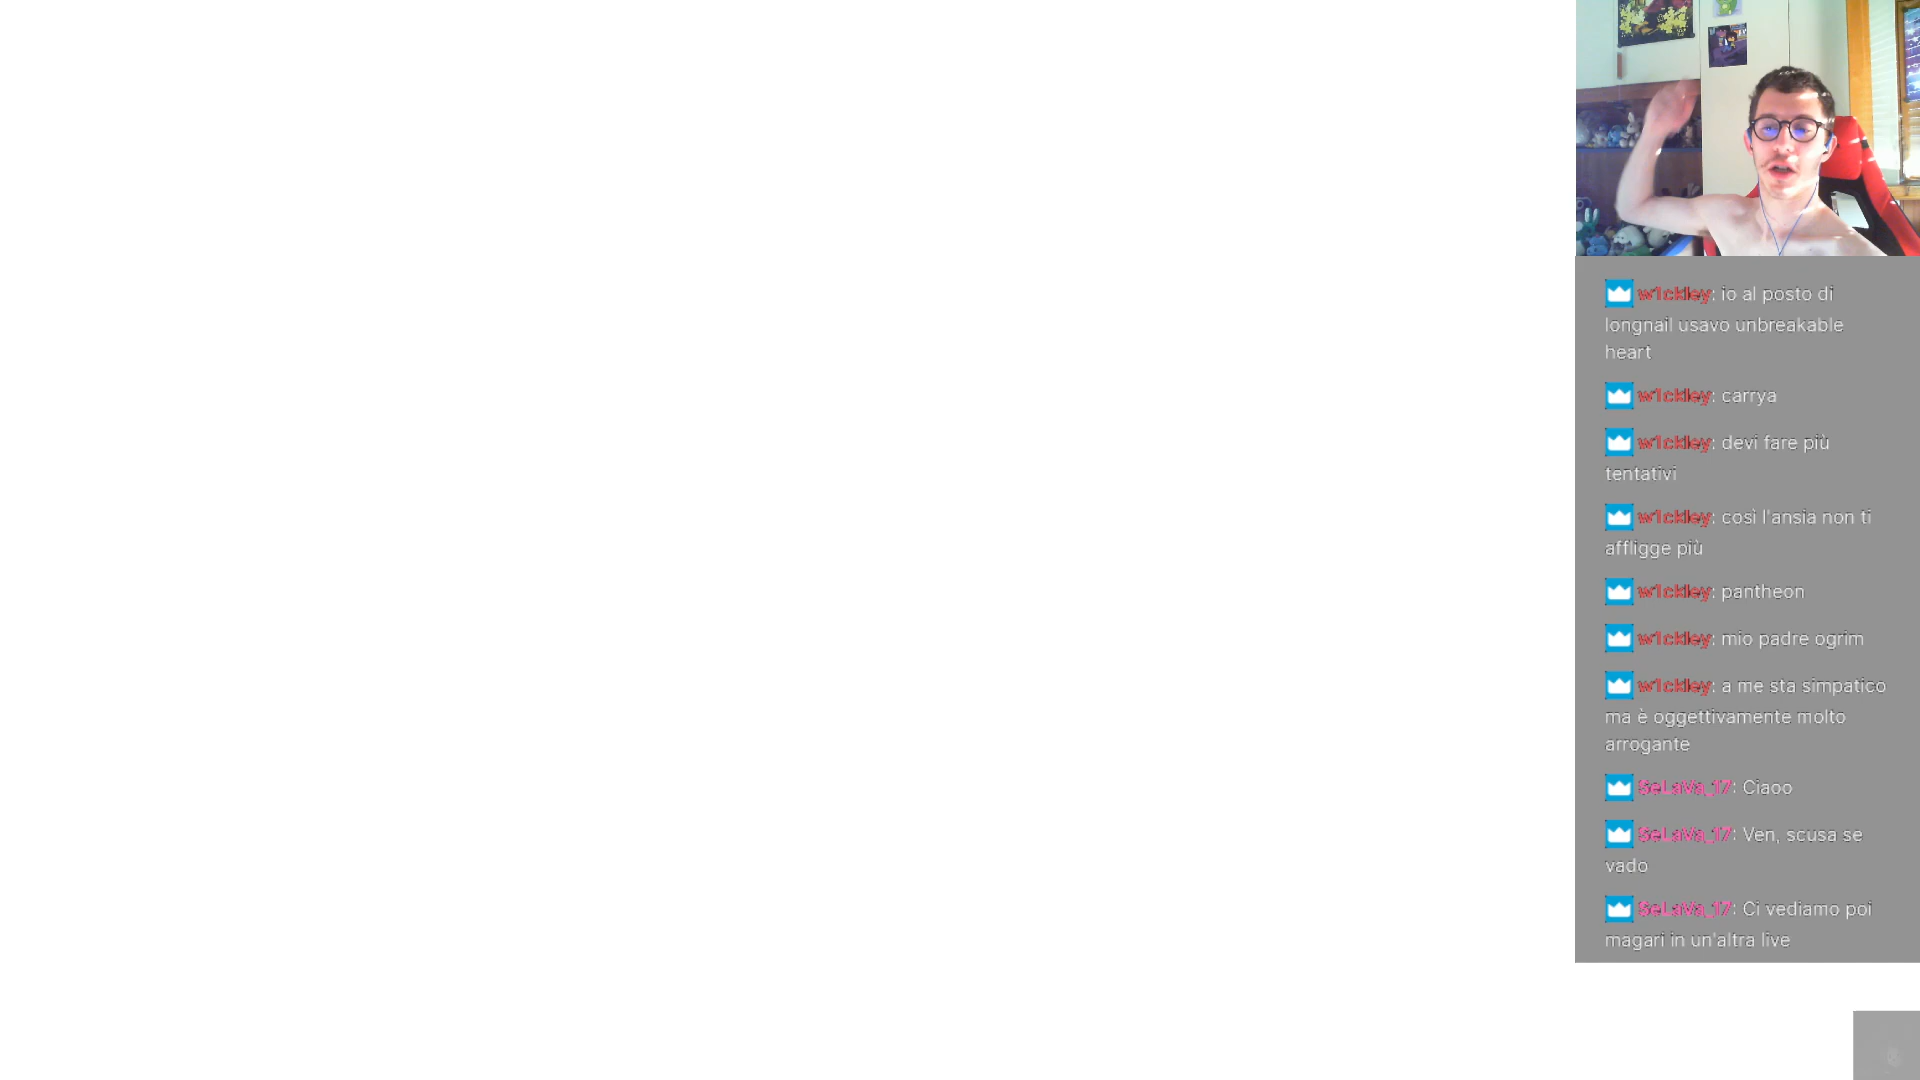 w1ckley: io al posto di
longnail usavo unbreakable
heart
w1ckley: carrya
w1ckley: devi fare più
tentativi
w1ckley: così l'ansia non ti
affligge più
w1ckley: pantheon
w1ckley: mio padre ogrim
w1ckley: a me sta simpatico
ma è oggettivamente molto
arrogante
SeLaVa_17: Ciaoo
SeLaVa_17: Ven, scusa se
vado
SeLaVa_17: Ci vediamo poi
magari in un'altra live